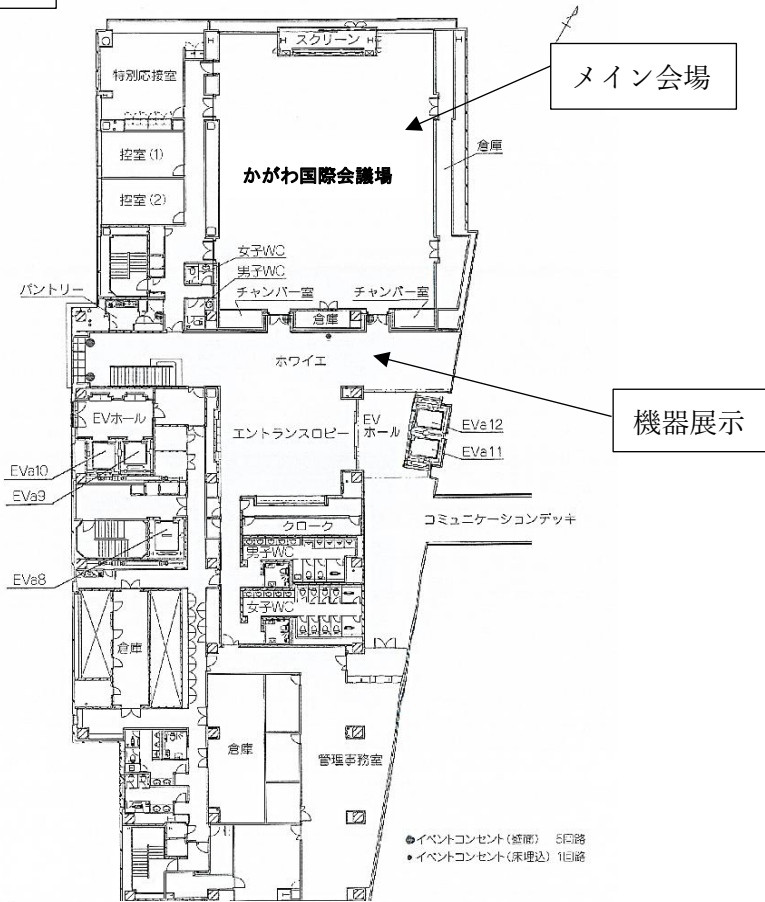 スクリーン
メイン会場
特別応接室
倉庫
控室(1)
かがわ国際会議場
控室(2)
女子WC
男子WC
パントリー
チャンバー室
チャンバー室
倉庫
ホワイエ
機器展示
EVホール
エントランスロビー
EV
ホール
EVa12
EVa11
EVa10
EVa9
コミュニケーションデッキ
クローク
男子WC
EVa8
女子WC
倉庫
倉庫
管理事務室
イベントコンセント(壁面) 5回路
イベントコンセント(床埋込) 1回路